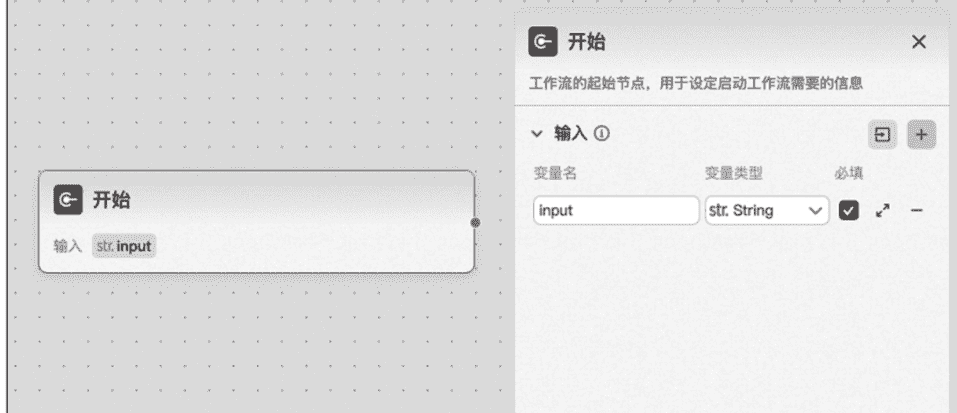 开始
输入 str. input
开始
工作流的起始节点，用于设定启动工作流需要的信息
输入
变量名 变量类型 必填
input str. String